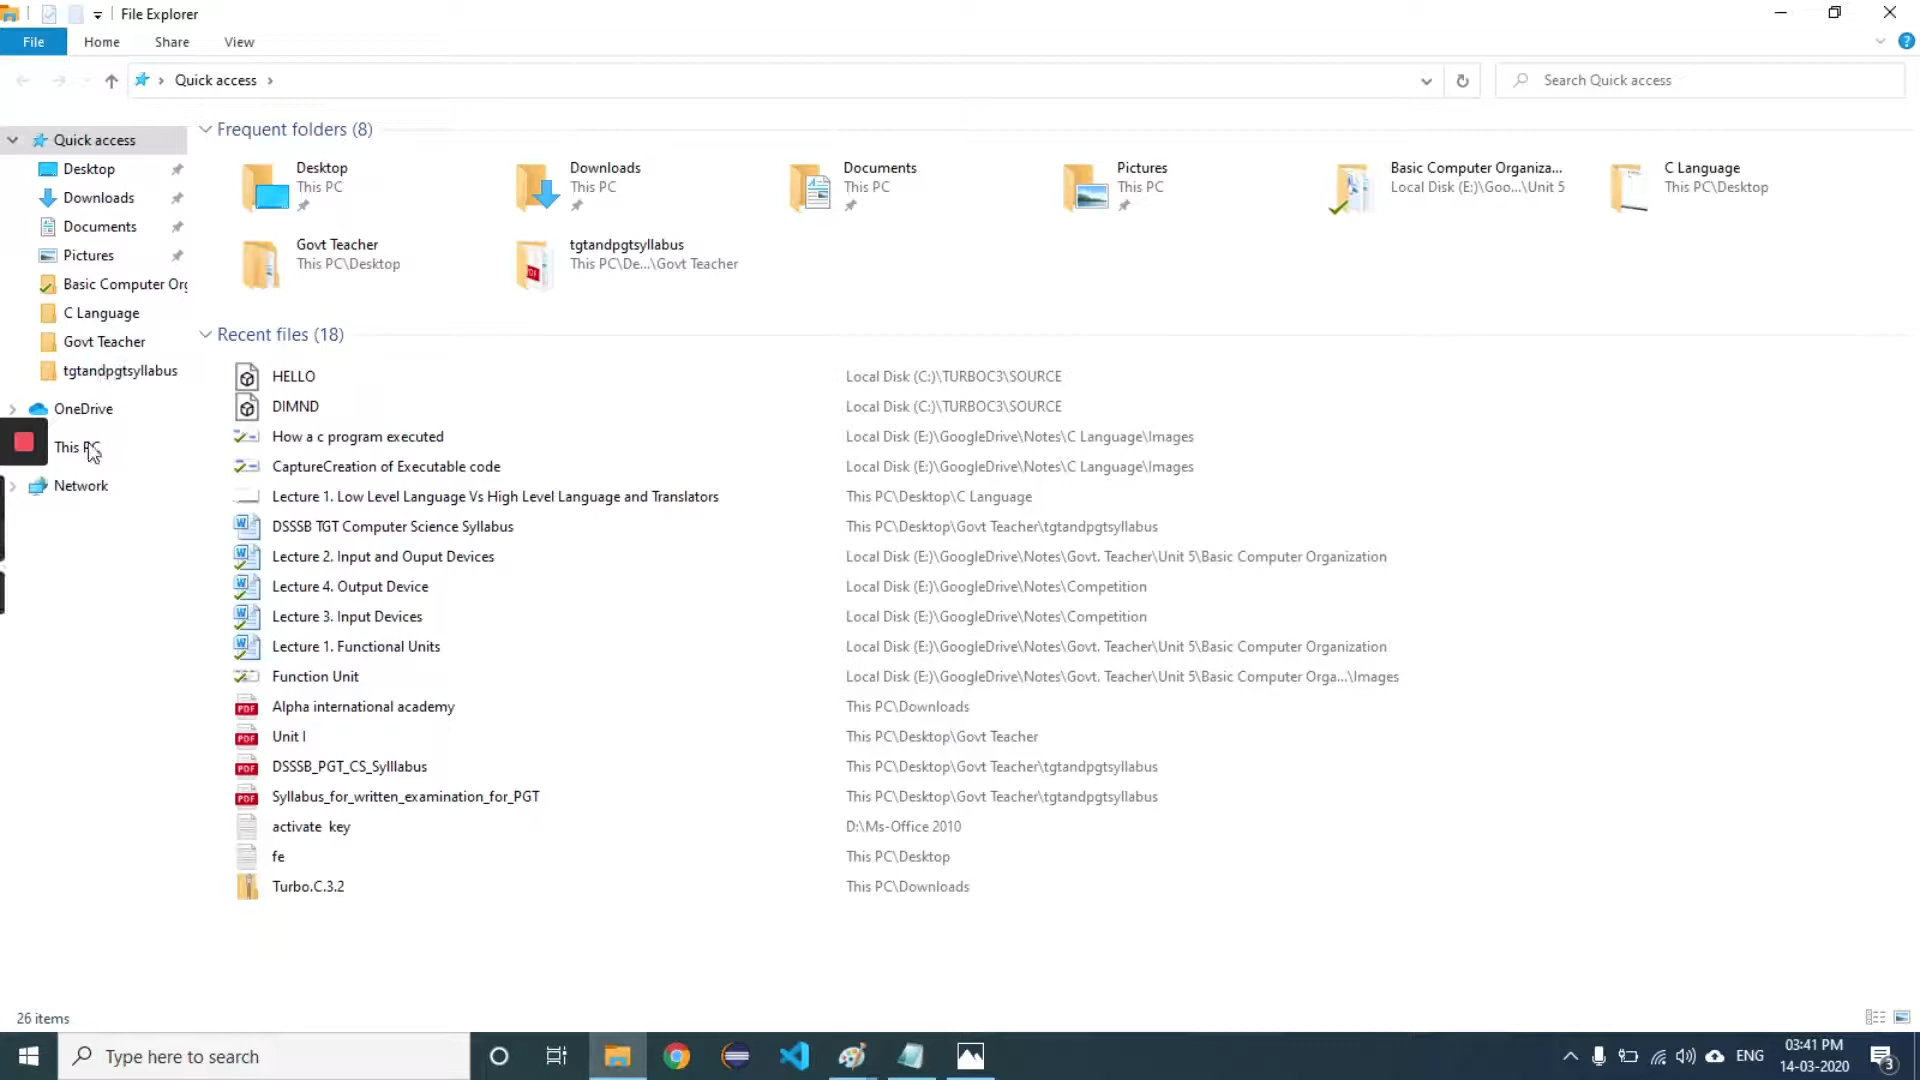 File Explorer
File Home Share View
Quick access
Search Quick access
Quick access
Desktop
Downloads
Documents
Pictures
Basic Computer Org
C Language
Govt Teacher
tgtandpgtsyllabus
OneDrive
This PC
Network
Frequent folders (8)
Desktop
This PC
Downloads
This PC
Documents
This PC
Pictures
This PC
Basic Computer Organiza...
Local Disk (E:)\Goo...\Unit 5
C Language
This PC\Desktop
Govt Teacher
This PC\Desktop
tgtandpgtsyllabus
This PC\De...\Govt Teacher
Recent files (18)
HELLO Local Disk (C:)\TURBOC3\SOURCE
DIMND Local Disk (C:)\TURBOC3\SOURCE
How a c program executed Local Disk (E:)\GoogleDrive\Notes\C Language\Images
CaptureCreation of Executable code Local Disk (E:)\GoogleDrive\Notes\C Language\Images
Lecture 1. Low Level Language Vs High Level Language and Translators This PC\Desktop\C Language
DSSSB TGT Computer Science Syllabus This PC\Desktop\Govt Teacher\tgtandpgtsyllabus
Lecture 2. Input and Ouput Devices Local Disk (E:)\GoogleDrive\Notes\Govt. Teacher\Unit 5\Basic Computer Organization
Lecture 4. Output Device Local Disk (E:)\GoogleDrive\Notes\Competition
Lecture 3. Input Devices Local Disk (E:)\GoogleDrive\Notes\Competition
Lecture 1. Functional Units Local Disk (E:)\GoogleDrive\Notes\Govt. Teacher\Unit 5\Basic Computer Organization
Function Unit Local Disk (E:)\GoogleDrive\Notes\Govt. Teacher\Unit 5\Basic Computer Orga...\Images
PDF Alpha international academy This PC\Downloads
PDF Unit I This PC\Desktop\Govt Teacher
PDF DSSSB_PGT_CS_Sylllabus This PC\Desktop\Govt Teacher\tgtandpgtsyllabus
PDF Syllabus_for_written_examination_for_PGT This PC\Desktop\Govt Teacher\tgtandpgtsyllabus
activate key D:\Ms-Office 2010
fe This PC\Desktop
Turbo.C.3.2 This PC\Downloads
26 items
Type here to search
ENG
03:41 PM
14-03-2020
3